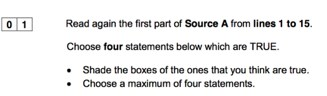 0 1 Read again the first part of Source A from lines 1 to 15.
Choose four statements below which are TRUE.
• Shade the boxes of the ones that you think are true.
• Choose a maximum of four statements.